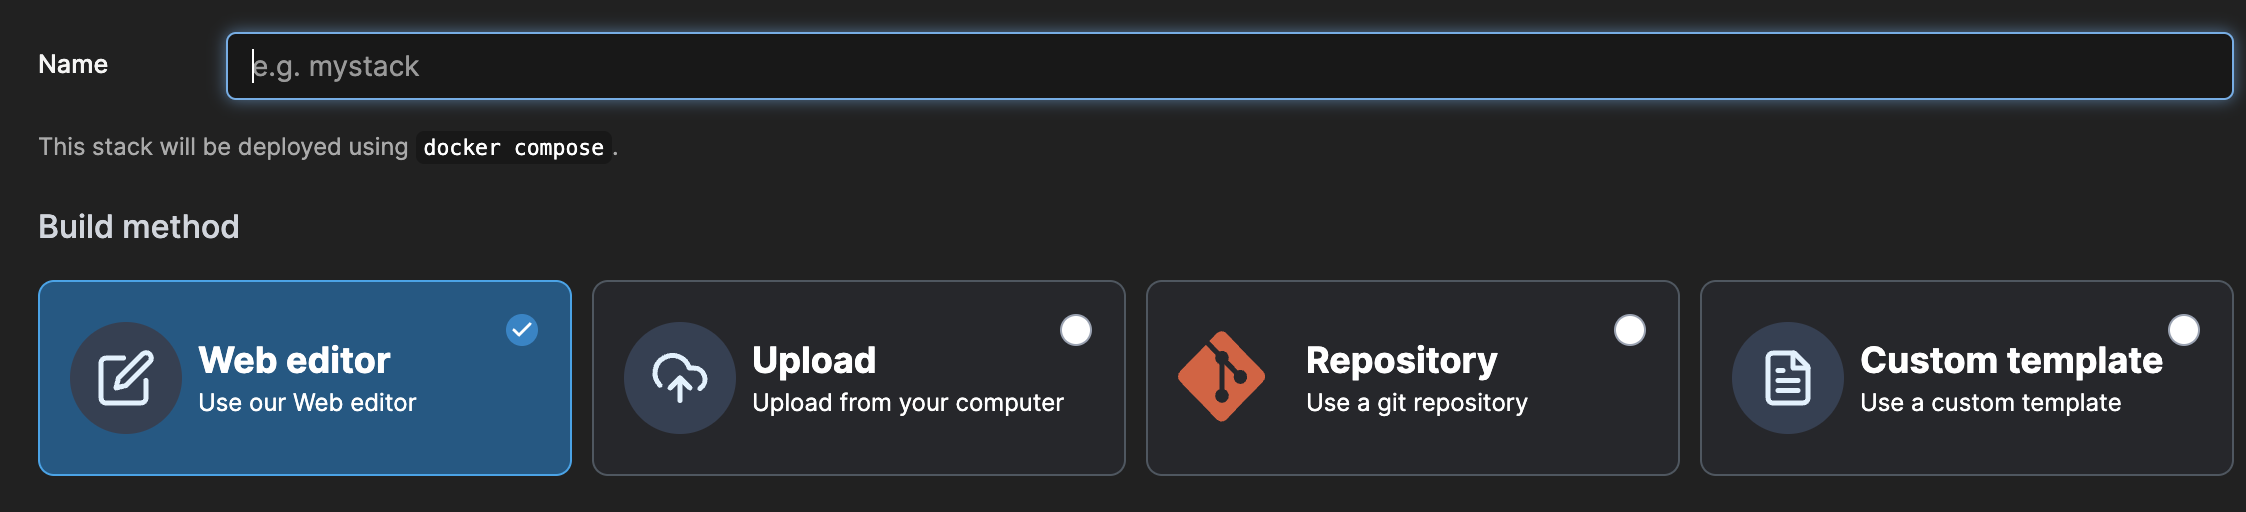 Name
e.g. mystack
This stack will be deployed using docker compose.
Build method
Web editor
Use our Web editor
Upload
Upload from your computer
Repository
Use a git repository
Custom template
Use a custom template